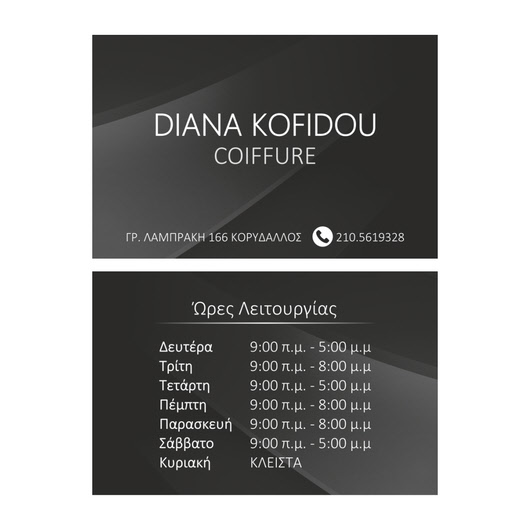 DIANA KOFIDOU
COIFFURE
ΓΡ. ΛΑΜΠΡΑΚΗ 166 ΚΟΡΥΔΑΛΛΟΣ 210.5619328
Ώρες Λειτουργίας
Δευτέρα 9:00 π.μ. - 5:00 μ.μ
Τρίτη 9:00 π.μ. - 8:00 μ.μ
Τετάρτη 9:00 π.μ. - 5:00 μ.μ
Πέμπτη 9:00 π.μ. - 8:00 μ.μ
Παρασκευή 9:00 π.μ. - 8:00 μ.μ
Σάββατο 9:00 π.μ. - 5:00 μ.μ
Κυριακή ΚΛΕΙΣΤΑ